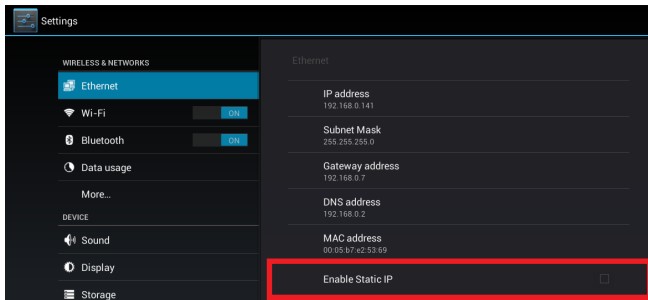 Settings
WIRELESS & NETWORKS
Ethernet
Wi-Fi ON
Bluetooth ON
Data usage
More...
DEVICE
Sound
Display
Storage
Ethernet
IP address
192.168.0.141
Subnet Mask
255.255.255.0
Gateway address
192.168.0.7
DNS address
192.168.0.2
MAC address
00:05:b7:e2:53:69
Enable Static IP